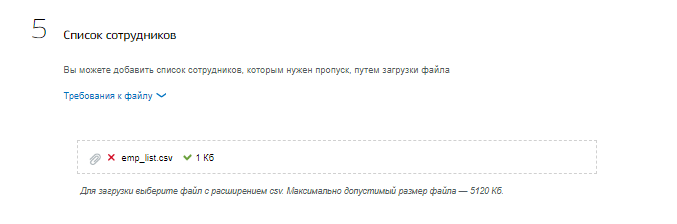 5
Список сотрудников
Вы можете добавить список сотрудников, которым нужен пропуск, путем загрузки файла
Требования к файлу
emp_list.csv 1 Кб
Для загрузки выберите файл с расширением csv. Максимально допустимый размер файла — 5120 Кб.